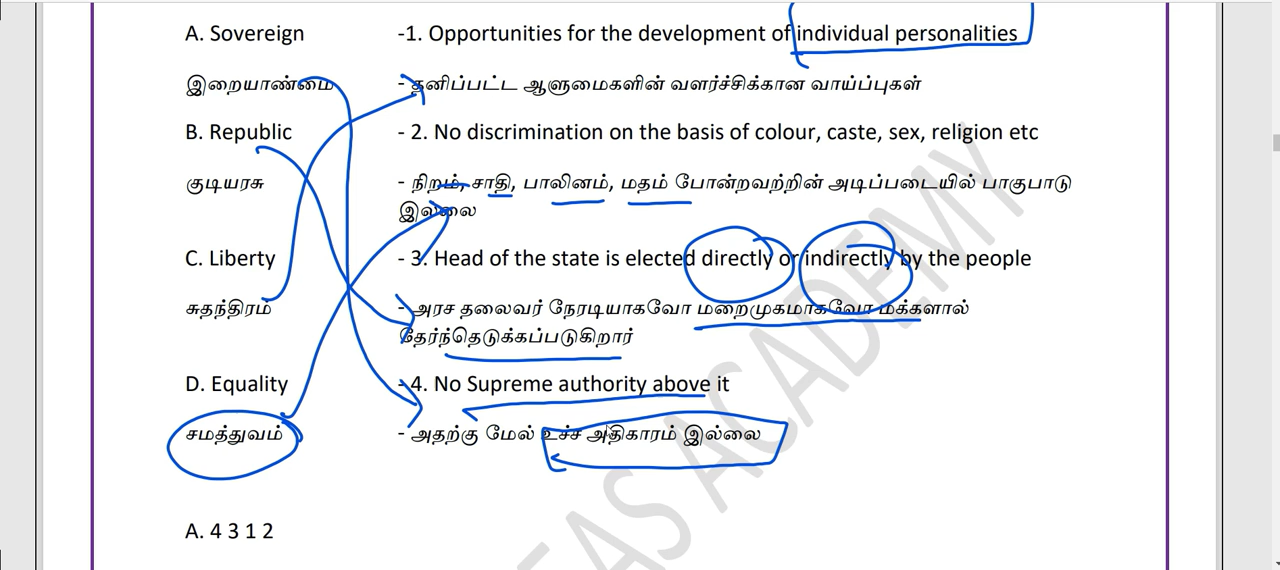 A. Sovereign -1. Opportunities for the development of individual personalities
இறையாண்மை - தனிப்பட்ட ஆளுமைகளின் வளர்ச்சிக்கான வாய்ப்புகள்
B. Republic - 2. No discrimination on the basis of colour, caste, sex, religion etc
குடியரசு - நிறம், சாதி, பாலினம், மதம் போன்றவற்றின் அடிப்படையில் பாகுபாடு
இல்லை
C. Liberty - 3. Head of the state is elected directly or indirectly by the people
சுதந்திரம் - அரச தலைவர் நேரடியாகவோ மறைமுகமாகவோ மக்களால்
தேர்ந்தெடுக்கப்படுகிறார்
D. Equality -4. No Supreme authority above it
சமத்துவம் - அதற்கு மேல் உச்ச அதிகாரம் இல்லை
A. 4 3 1 2
EAS ACADEMY